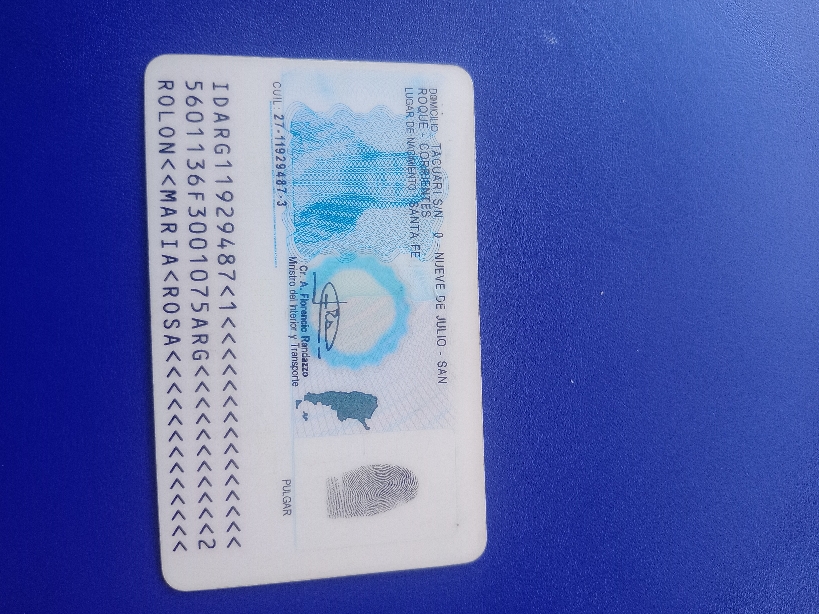 DOMICILIO: TACUARI S/N 0 - NUEVE DE JULIO - SAN
ROQUE - CORRIENTES
LUGAR DE NACIMIENTO: SANTA FE
Cr. A. Florencio Randazzo
Ministro del Interior y Transporte
CUIL: 27-11929487-3
PULGAR
IDARG11929487<1<<<<<<<<<<<<<<<
5601136F3001075ARG<<<<<<<<<<<2
ROLON<<MARIA<ROSA<<<<<<<<<<<<<